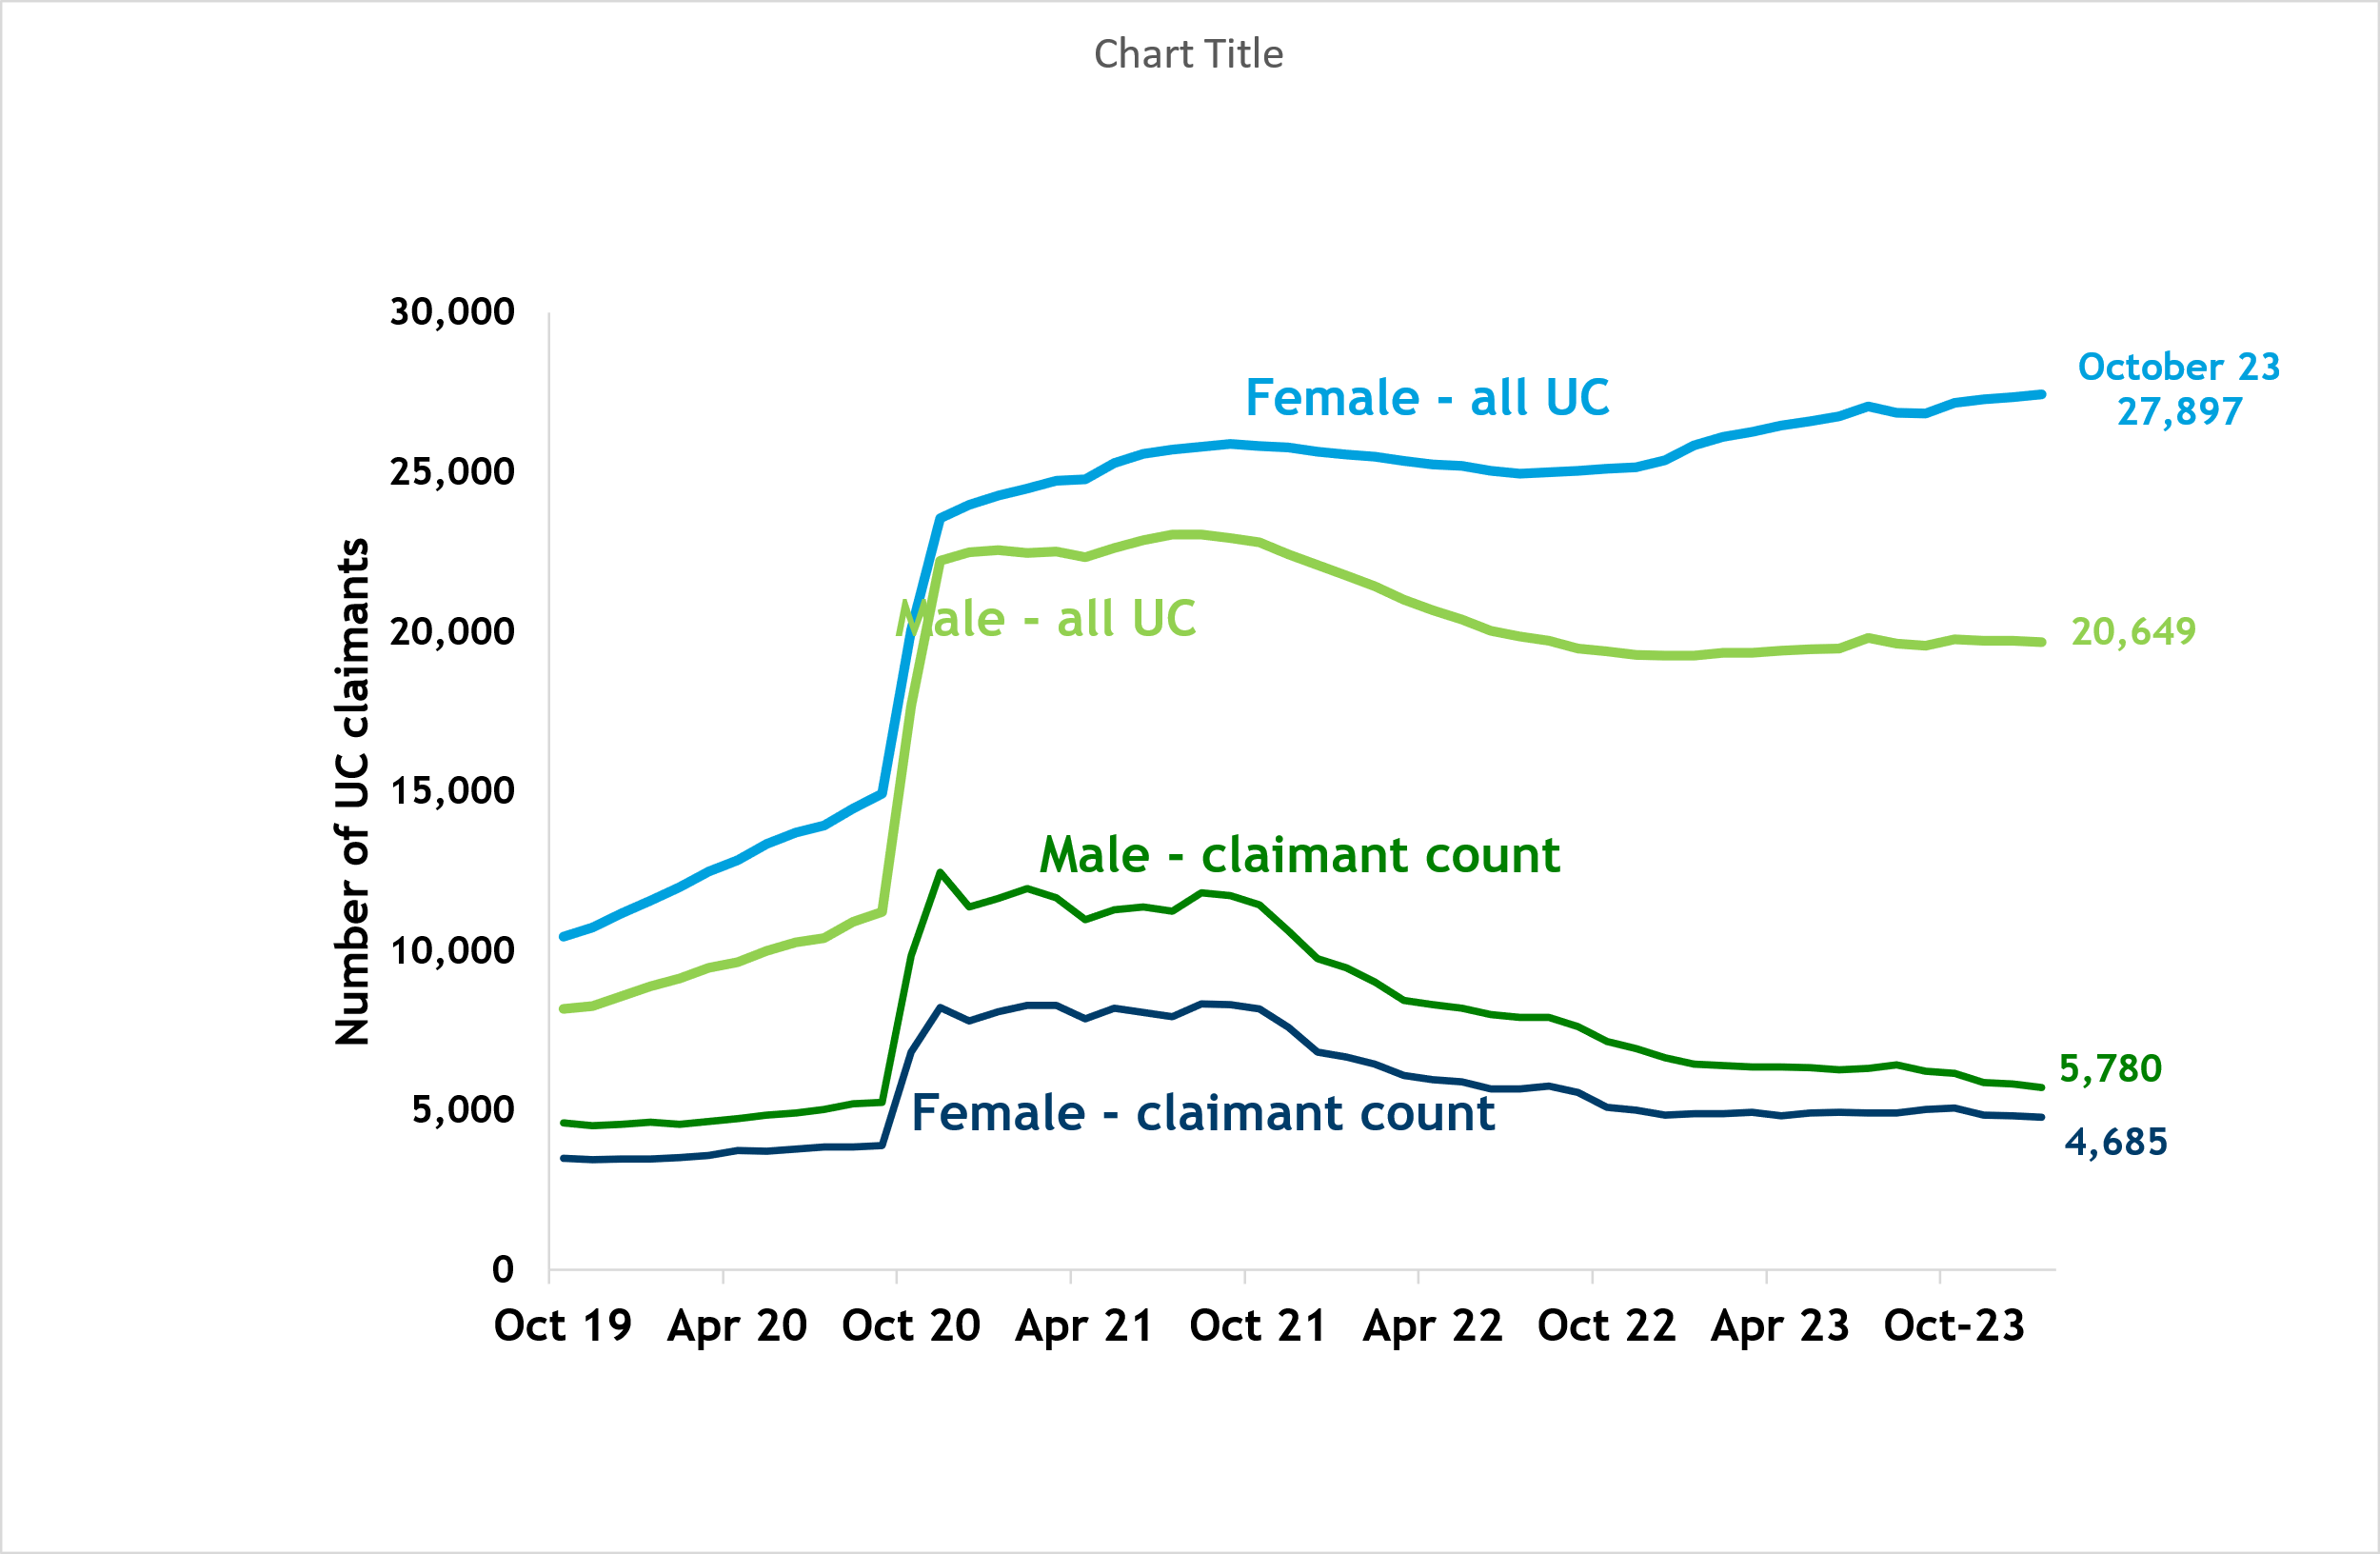 Chart Title
30,000
25,000
20,000
15,000
10,000
5,000
0
Number of UC claimants
Female - all UC
Male - all UC
Male - claimant count
Female - claimant count
October 23
27,897
20,649
5,780
4,685
Oct 19 Apr 20 Oct 20 Apr 21 Oct 21 Apr 22 Oct 22 Apr 23 Oct-23